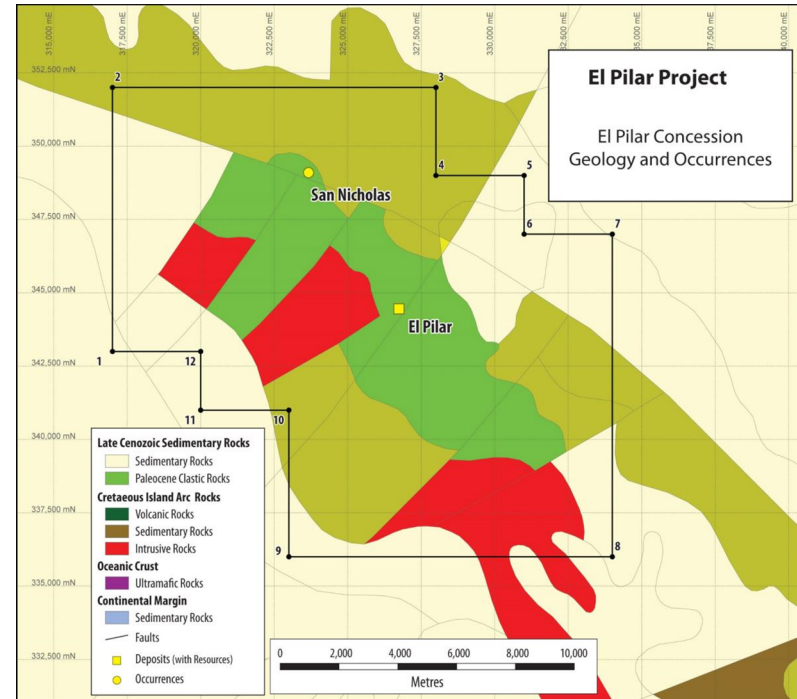 315,000 mE
317,500 mE
320,000 mE
322,500 mE
325,000 mE
327,500 mE
330,000 mE
332,500 mE
335,000 mE
337,500 mE
340,000 mE
352,500 mN
350,000 mN
347,500 mN
345,000 mN
342,500 mN
340,000 mN
337,500 mN
335,000 mN
332,500 mN
El Pilar Project
El Pilar Concession
Geology and Occurrences
2
3
4
5
6
7
San Nicholas
El Pilar
1
12
11
10
9
8
Late Cenozoic Sedimentary Rocks
Sedimentary Rocks
Paleocene Clastic Rocks
Cretaeous Island Arc Rocks
Volcanic Rocks
Sedimentary Rocks
Intrusive Rocks
Oceanic Crust
Ultramafic Rocks
Continental Margin
Sedimentary Rocks
Faults
Deposits (with Resources)
Occurrences
0 2,000 4,000 6,000 8,000 10,000
Metres